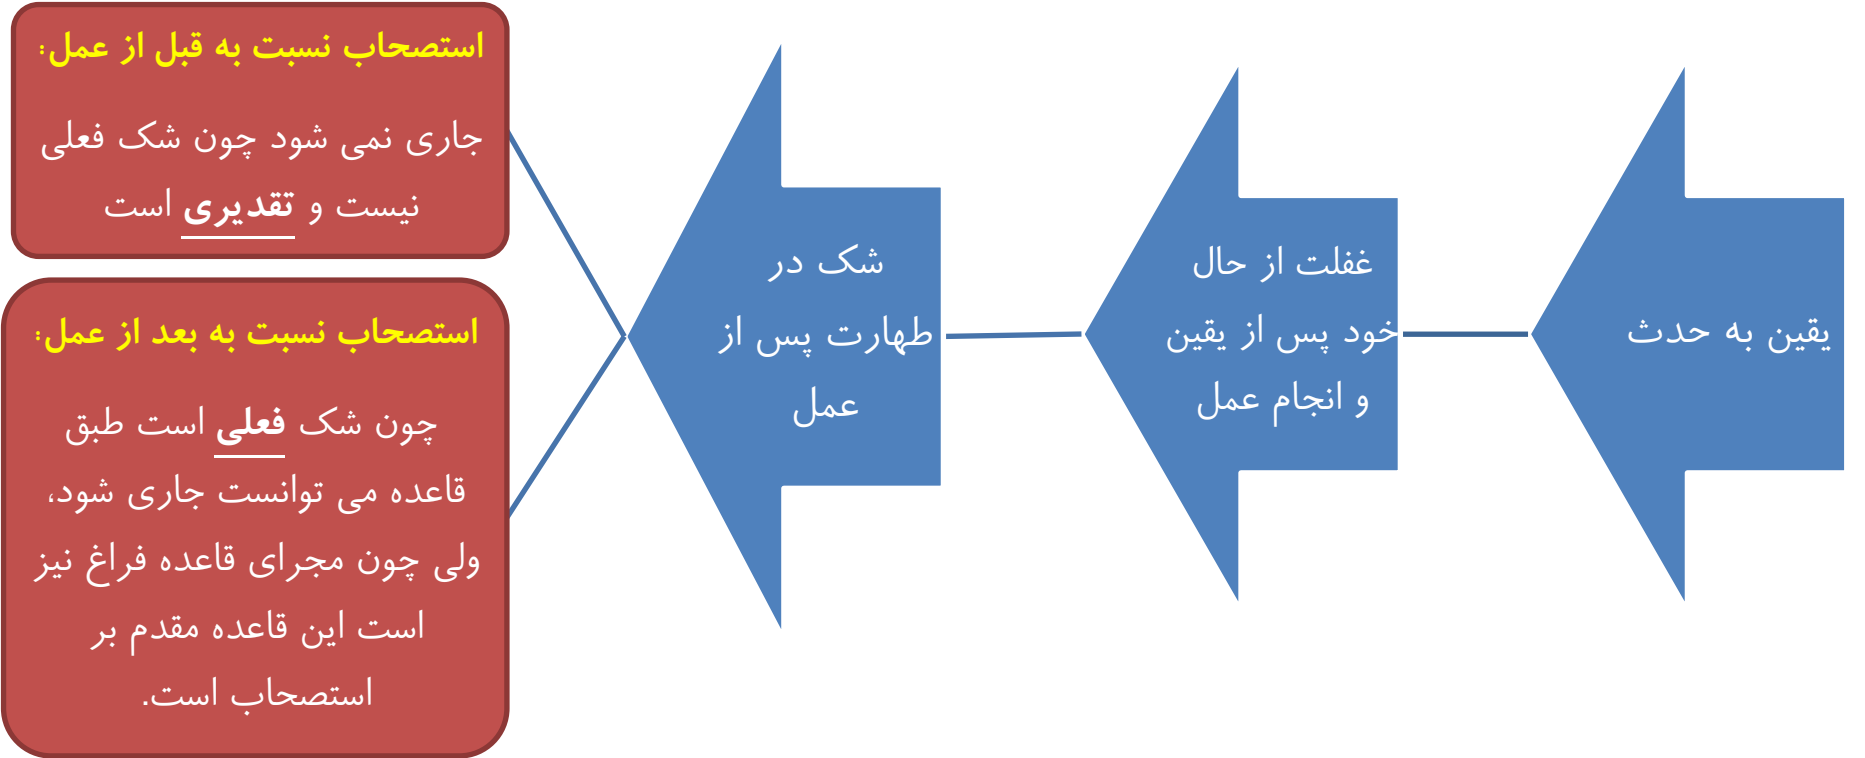 یقین به حدث
غفلت از حال
خود پس از یقین
و انجام عمل
شک در
طهارت پس از
عمل
استصحاب نسبت به قبل از عمل:
جاری نمی شود چون شک فعلی
نیست و تقدیری است
استصحاب نسبت به بعد از عمل:
چون شک فعلی است طبق
قاعده می توانست جاری شود،
ولی چون مجرای قاعده فراغ نیز
است این قاعده مقدم بر
استصحاب است.